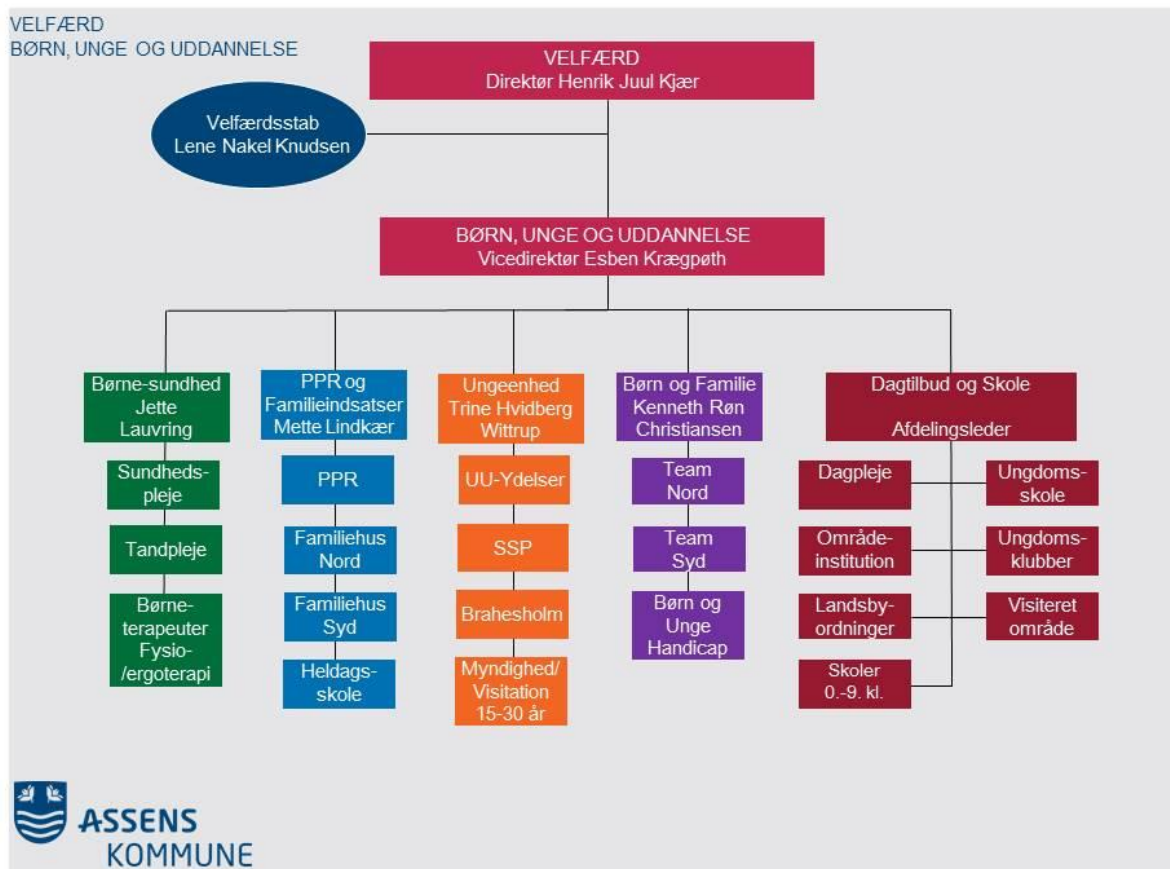 VELFÆRD
BØRN, UNGE OG UDDANNELSE
VELFÆRD
Direktør Henrik Juul Kjær
Velfærdsstab
Lene Nakel Knudsen
BØRN, UNGE OG UDDANNELSE
Vicedirektør Esben Krægpøth
Børne-sundhed
Jette
Lauvring
Sundheds-
pleje
Tandpleje
Børne-
terapeuter
Fysio-
/ergoterapi
PPR og
Familieindsatser
Mette Lindkær
PPR
Familiehus
Nord
Familiehus
Syd
Heldags-
skole
Ungeenhed
Trine Hvidberg
Wittrup
UU-Ydelser
SSP
Brahesholm
Myndighed/
Visitation
15-30 år
Børn og Familie
Kenneth Røn
Christiansen
Team
Nord
Team
Syd
Børn og
Unge
Handicap
Dagtilbud og Skole
Afdelingsleder
Dagpleje
Område-
institution
Landsby-
ordninger
Skoler
0.-9. kl.
Ungdoms-
skole
Ungdoms-
klubber
Visiteret
område
ASSENS
KOMMUNE